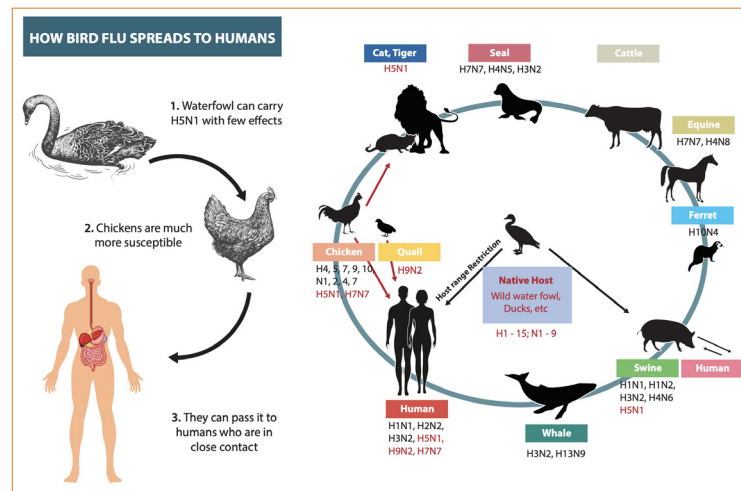 HOW BIRD FLU SPREADS TO HUMANS
1. Waterfowl can carry
H5N1 with few effects
2. Chickens are much
more susceptible
3. They can pass it to
humans who are in
close contact
Cat, Tiger
H5N1
Seal
H7N7, H4N5, H3N2
Cattle
Equine
H7N7, H4N8
Ferret
H10N4
Chicken
H4, 5, 7, 9, 10,
N1, 2, 4, 7
H5N1, H7N7
Quail
H9N2
Host range Restriction
Native Host
Wild water fowl,
Ducks, etc
H1 - 15; N1 - 9
Swine
H1N1, H1N2,
H3N2, H4N6
H5N1
Human
Human
H1N1, H2N2,
H3N2, H5N1,
H9N2, H7N7
Whale
H3N2, H13N9